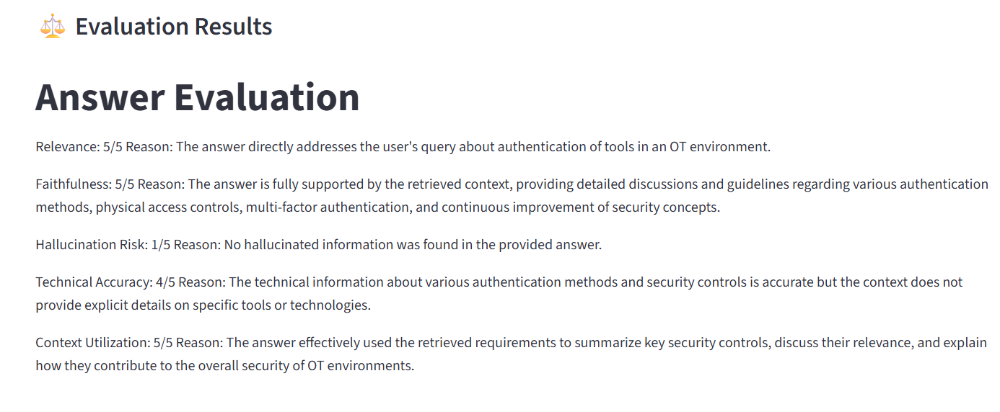 Evaluation Results
Answer Evaluation
Relevance: 5/5 Reason: The answer directly addresses the user's query about authentication of tools in an OT environment.
Faithfulness: 5/5 Reason: The answer is fully supported by the retrieved context, providing detailed discussions and guidelines regarding various authentication
methods, physical access controls, multi-factor authentication, and continuous improvement of security concepts.
Hallucination Risk: 1/5 Reason: No hallucinated information was found in the provided answer.
Technical Accuracy: 4/5 Reason: The technical information about various authentication methods and security controls is accurate but the context does not
provide explicit details on specific tools or technologies.
Context Utilization: 5/5 Reason: The answer effectively used the retrieved requirements to summarize key security controls, discuss their relevance, and explain
how they contribute to the overall security of OT environments.